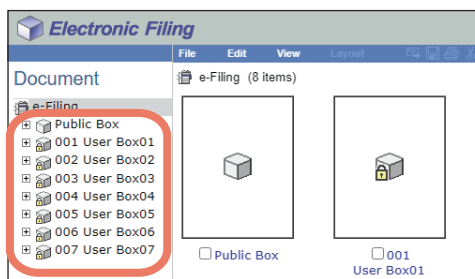 Electronic Filing
File Edit View Layout
Document
e-Filing
Public Box
001 User Box01
002 User Box02
003 User Box03
004 User Box04
005 User Box05
006 User Box06
007 User Box07
e-Filing (8 items)
Public Box
001
User Box01